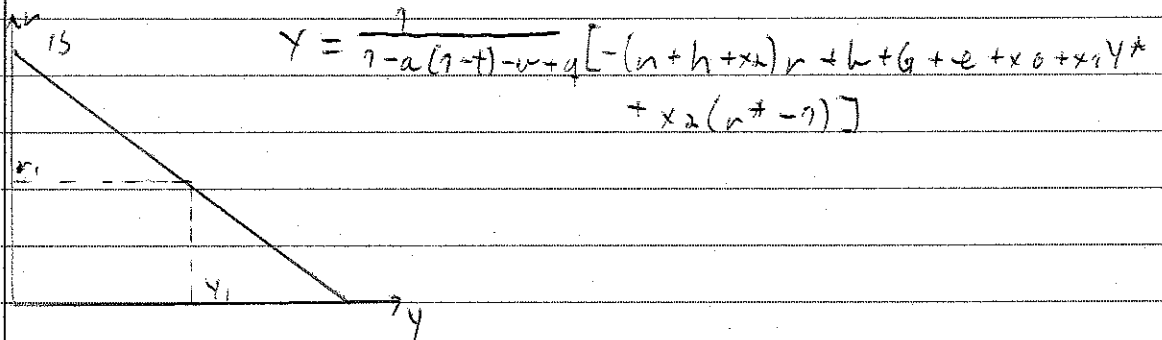 r
IS
Y = 1/(1-a(1-t)-v+q) [-(n+h+x2)r + h+G+e+x0+x1Y*
+ x2(r*-1)]
r1
Y1
Y